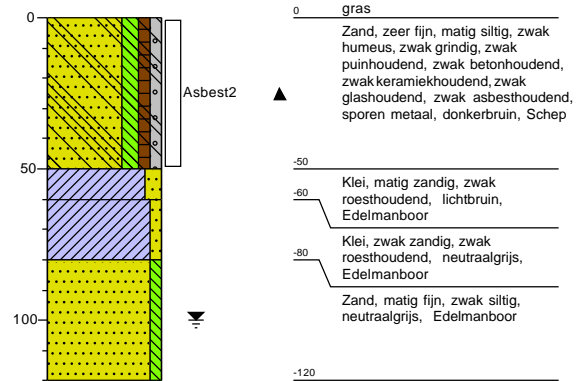 0
50
100
Asbest2
0 gras
Zand, zeer fijn, matig siltig, zwak
humeus, zwak grindig, zwak
puinhoudend, zwak betonhoudend,
zwak keramiekhoudend, zwak
glashoudend, zwak asbesthoudend,
sporen metaal, donkerbruin, Schep
-50
Klei, matig zandig, zwak
roesthoudend, lichtbruin,
Edelmanboor
-60
Klei, zwak zandig, zwak
roesthoudend, neutraalgrijs,
Edelmanboor
-80
Zand, matig fijn, zwak siltig,
neutraalgrijs, Edelmanboor
-120